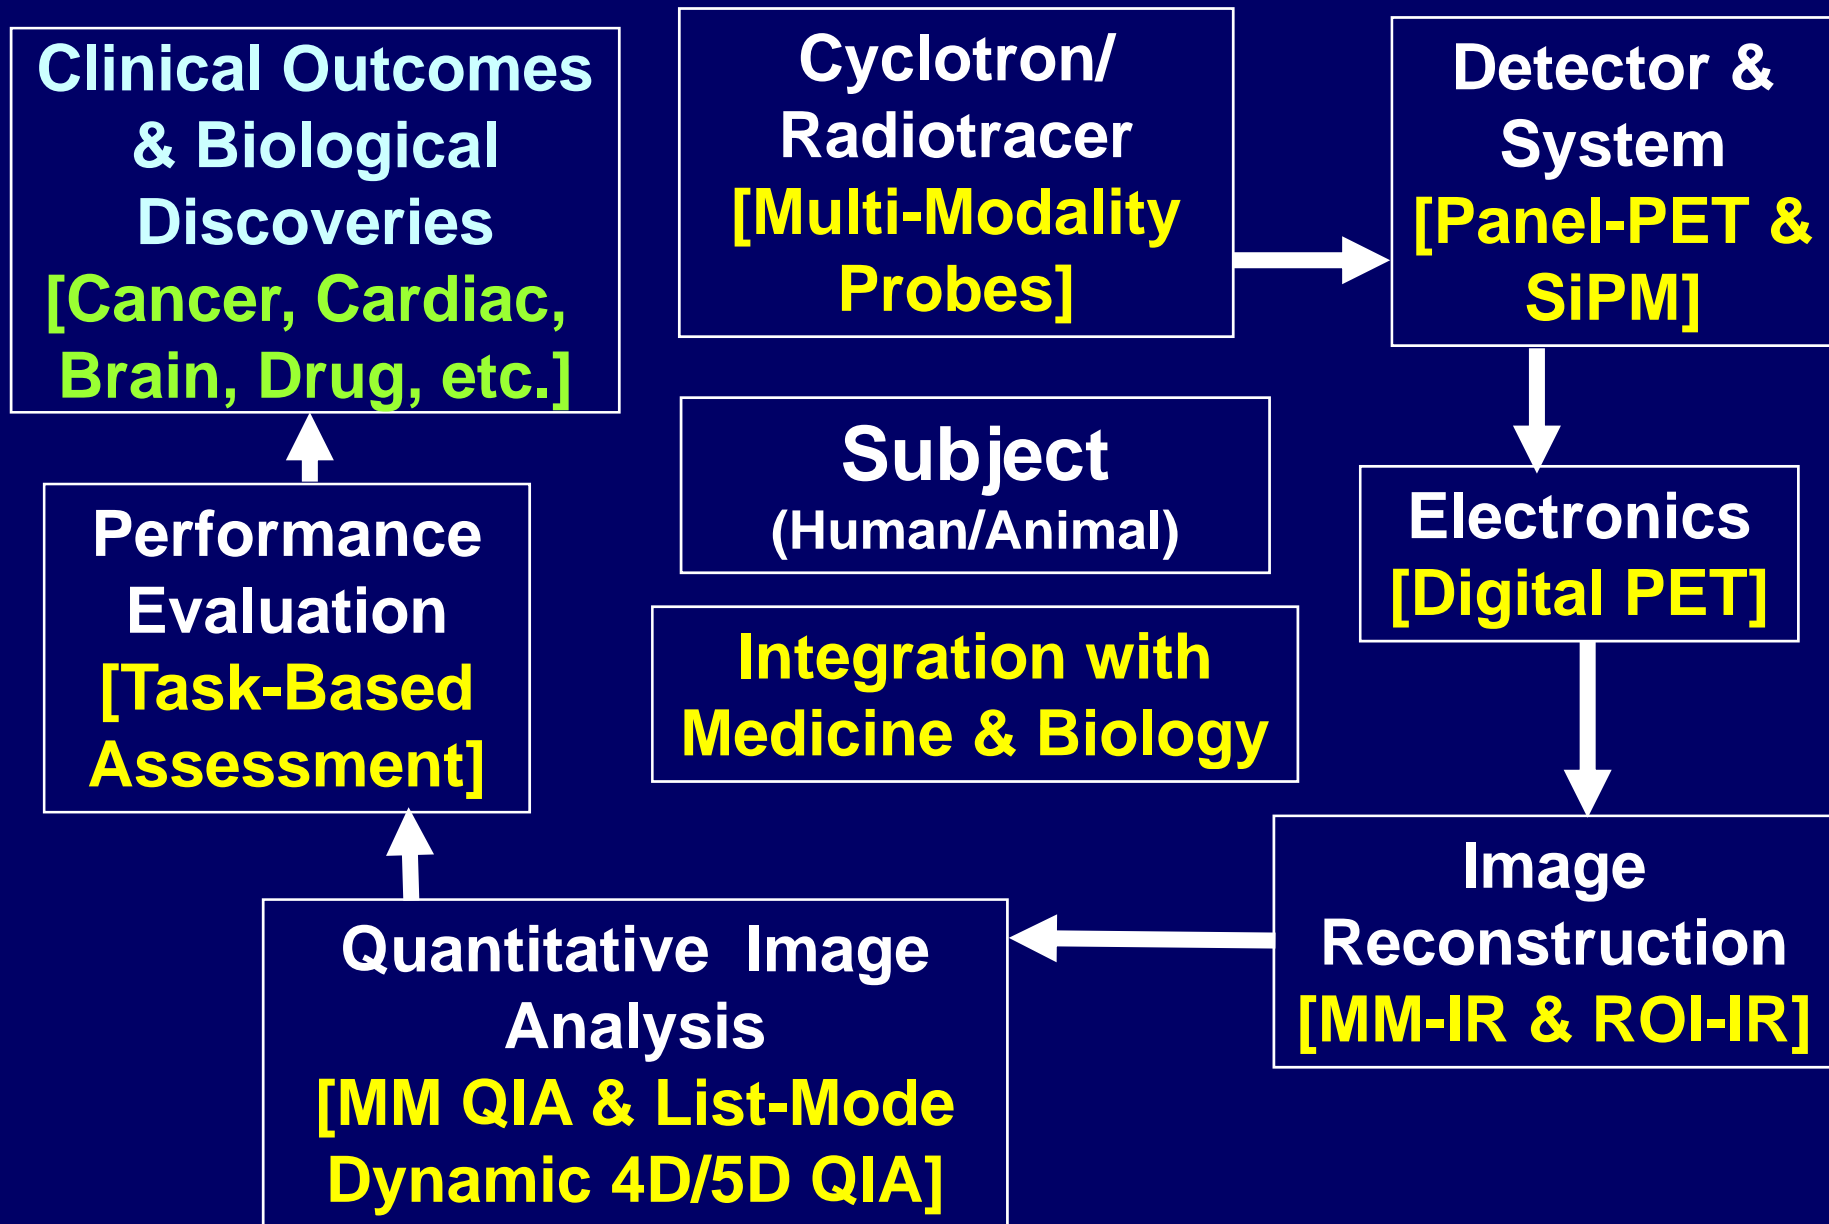 Clinical Outcomes
& Biological
Discoveries
[Cancer, Cardiac,
Brain, Drug, etc.]
Cyclotron/
Radiotracer
[Multi-Modality
Probes]
Detector &
System
[Panel-PET &
SiPM]
Subject
(Human/Animal)
Electronics
[Digital PET]
Performance
Evaluation
[Task-Based
Assessment]
Integration with
Medicine & Biology
Image
Reconstruction
[MM-IR & ROI-IR]
Quantitative Image
Analysis
[MM QIA & List-Mode
Dynamic 4D/5D QIA]